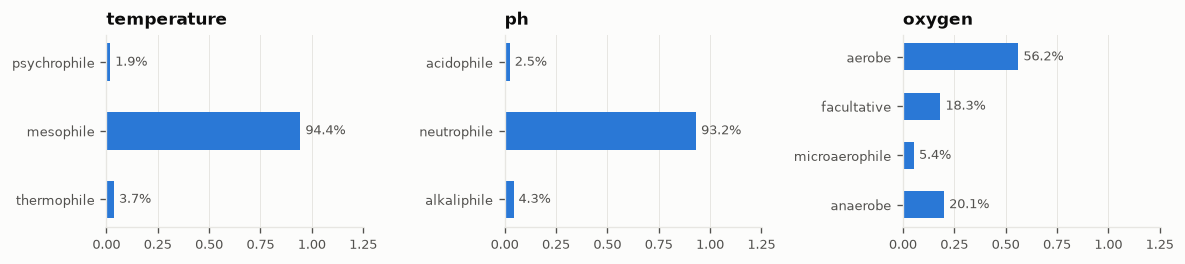 temperature
psychrophile 1.9%
mesophile 94.4%
thermophile 3.7%
0.00 0.25 0.50 0.75 1.00 1.25
ph
acidophile 2.5%
neutrophile 93.2%
alkaliphile 4.3%
0.00 0.25 0.50 0.75 1.00 1.25
oxygen
aerobe 56.2%
facultative 18.3%
microaerophile 5.4%
anaerobe 20.1%
0.00 0.25 0.50 0.75 1.00 1.25